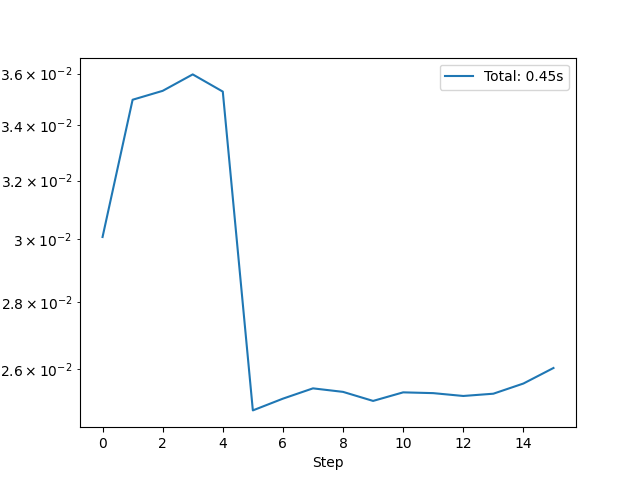 Total: 0.45s
3.6 × 10⁻²
3.4 × 10⁻²
3.2 × 10⁻²
3 × 10⁻²
2.8 × 10⁻²
2.6 × 10⁻²
0 2 4 6 8 10 12 14
Step